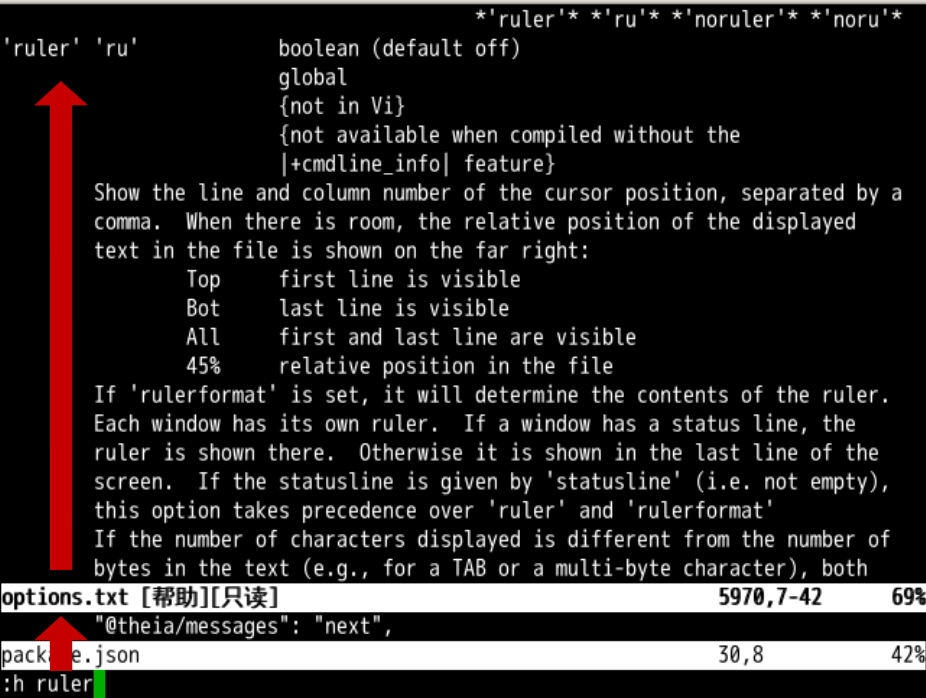 *'ruler'* *'ru'* *'noruler'* *'noru'*
'ruler' 'ru' boolean (default off)
global
{not in Vi}
{not available when compiled without the
|+cmdline_info| feature}
Show the line and column number of the cursor position, separated by a
comma.  When there is room, the relative position of the displayed
text in the file is shown on the far right:
Top first line is visible
Bot last line is visible
All first and last line are visible
45% relative position in the file
If 'rulerformat' is set, it will determine the contents of the ruler.
Each window has its own ruler.  If a window has a status line, the
ruler is shown there.  Otherwise it is shown in the last line of the
screen.  If the statusline is given by 'statusline' (i.e. not empty),
this option takes precedence over 'ruler' and 'rulerformat'
If the number of characters displayed is different from the number of
bytes in the text (e.g., for a TAB or a multi-byte character), both
options.txt [帮助][只读] 5970,7-42 69%
"@theia/messages": "next",
package.json 30,8 42%
:h ruler